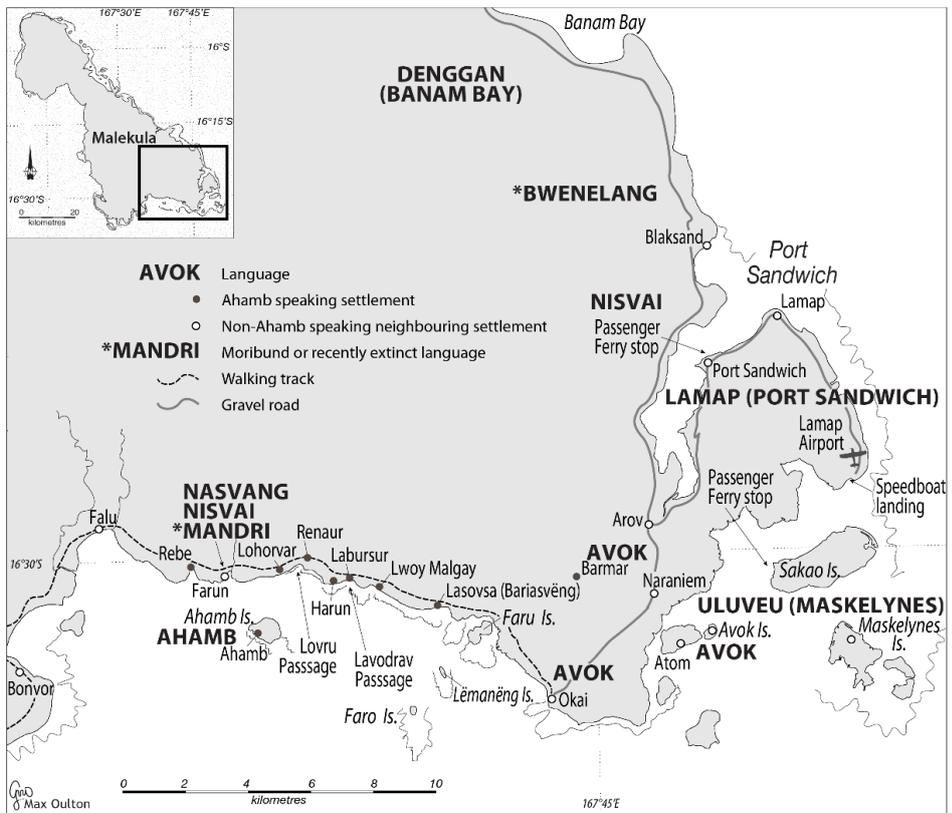 167°30'E
167°45'E
16°S
16°15'S
Malekula
16°30'S
0
20
kilometres
Banam Bay
DENGGAN
(BANAM BAY)
*BWENELANG
Blaksand
Port
Sandwich
Lamap
NISVAI
Passenger
Ferry stop
Port Sandwich
LAMAP (PORT SANDWICH)
Lamap
Airport
Passenger
Ferry stop
Speedboat
landing
AVOK Language
Ahamb speaking settlement
Non-Ahamb speaking neighbouring settlement
*MANDRI Moribund or recently extinct language
Walking track
Gravel road
NASVANG
NISVAI
*MANDRI
Falu
Renaur
Arov
Rebe
Lohorvar
Labursur
16°30'S
AVOK
Barmar
Lwoy Malgay
Sakao Is.
Farun
Naraniem
Harun
Lasovsa (Bariasvëng)
ULUVEU (MASKELYNES)
Ahamb Is.
Faru Is.
Avok Is.
Maskelynes
Is.
AHAMB
Ahamb
Lovru
Passsage
Lavodrav
Passsage
Atom
AVOK
AVOK
Bonvor
Lëmanëng Is.
Okai
Faro Is.
0 2 4 6 8 10
kilometres
Max Oulton
167°45'E